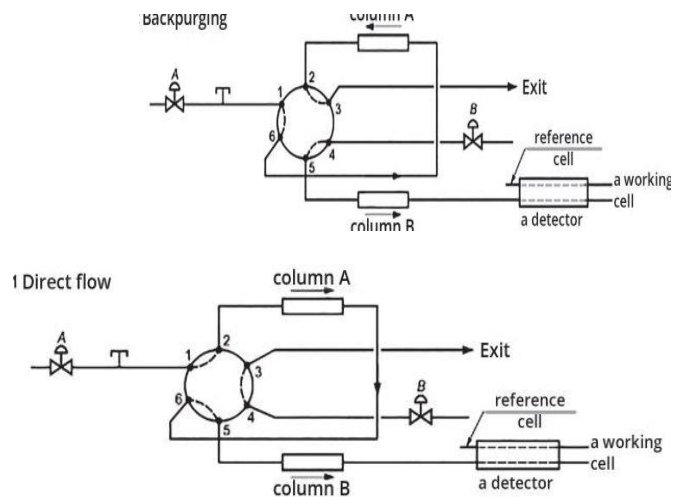 Backpurging
column A
A
2
1
Exit
3
B
6
4
reference
cell
5
a working
cell
a detector
column B
1 Direct flow
column A
A
2
1
Exit
3
B
6
4
reference
cell
5
a working
cell
a detector
column B